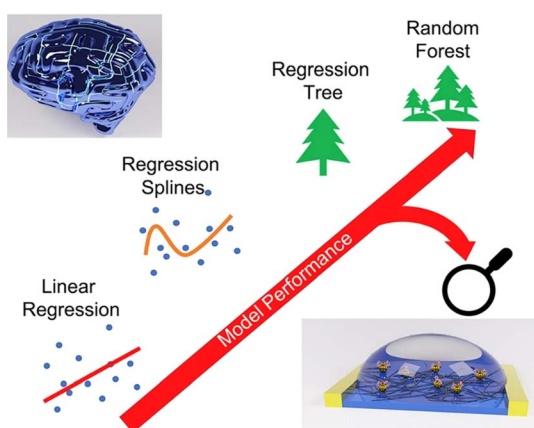 Random
Forest
Regression
Tree
Regression
Splines
Linear
Regression
Model Performance